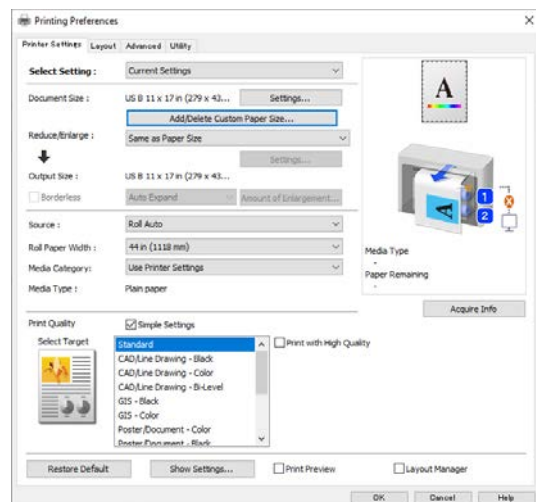 Printing Preferences
Printer Settings Layout Advanced Utility
Select Setting : Current Settings
Document Size : US B 11 x 17 in (279 x 43... Settings...
Add/Delete Custom Paper Size...
Reduce/Enlarge : Same as Paper Size
Settings...
Output Size : US B 11 x 17 in (279 x 43...
Borderless Auto Expand Amount of Enlargement...
Source : Roll Auto
Roll Paper Width : 44 in (1118 mm)
Media Category: Use Printer Settings
Media Type : Plain paper
A
A
1
2
Media Type
-
Paper Remaining
-
Acquire Info
Print Quality Simple Settings
Select Target
Standard
CAD/Line Drawing - Black
CAD/Line Drawing - Color
CAD/Line Drawing - Bi-Level
GIS - Black
GIS - Color
Poster/Document - Color
Poster/Document - Black
Print with High Quality
Restore Default Show Settings... Print Preview Layout Manager
OK Cancel Help